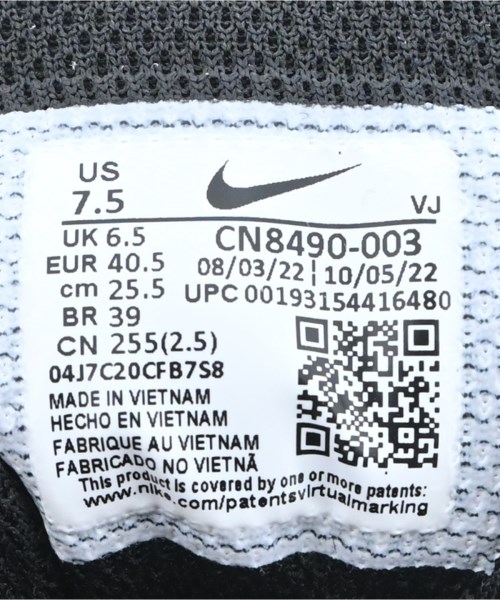 US
7.5
VJ
UK 6.5
CN8490-003
EUR 40.5
08/03/22 | 10/05/22
cm 25.5
UPC 00193154416480
BR 39
CN 255(2.5)
04J7C20CFB7S8
MADE IN VIETNAM
HECHO EN VIETNAM
FABRIQUE AU VIETNAM
FABRICADO NO VIETNÃ
This product is covered by one or more patents:
www.nike.com/patentsvirtualmarking